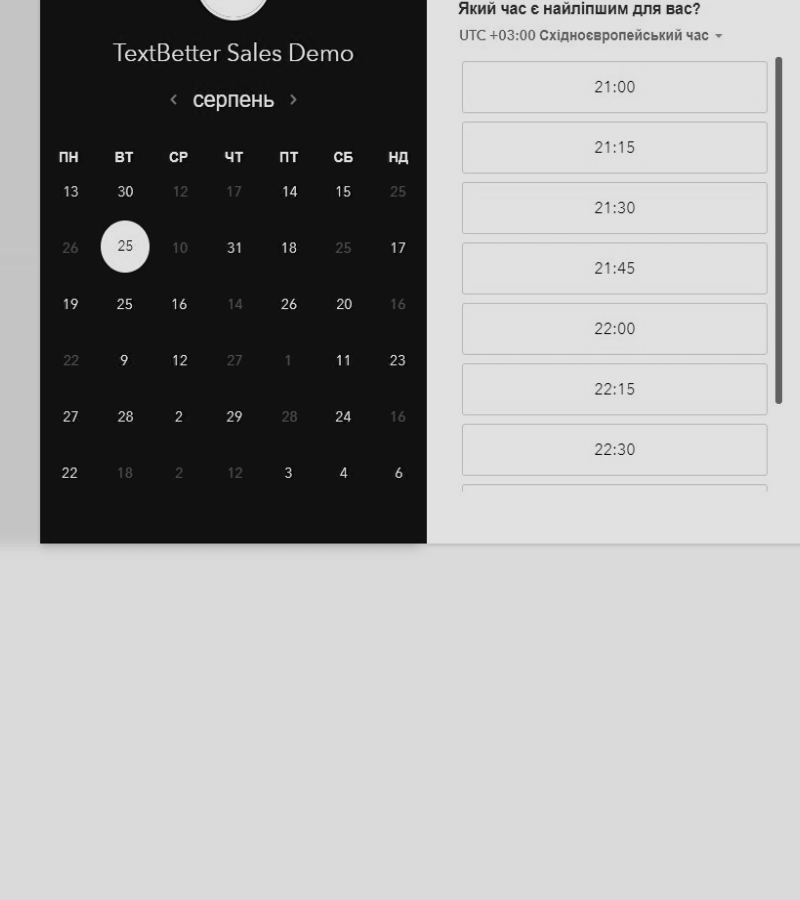 TextBetter Sales Demo
серпень
ПН ВТ СР ЧТ ПТ СБ НД
13 30 12 17 14 15 25
26 25 10 31 18 25 17
19 25 16 14 26 20 16
22 9 12 27 1 11 23
27 28 2 29 28 24 16
22 18 2 12 3 4 6
Який час є найліпшим для вас?
UTC +03:00 Східноєвропейський час
21:00
21:15
21:30
21:45
22:00
22:15
22:30